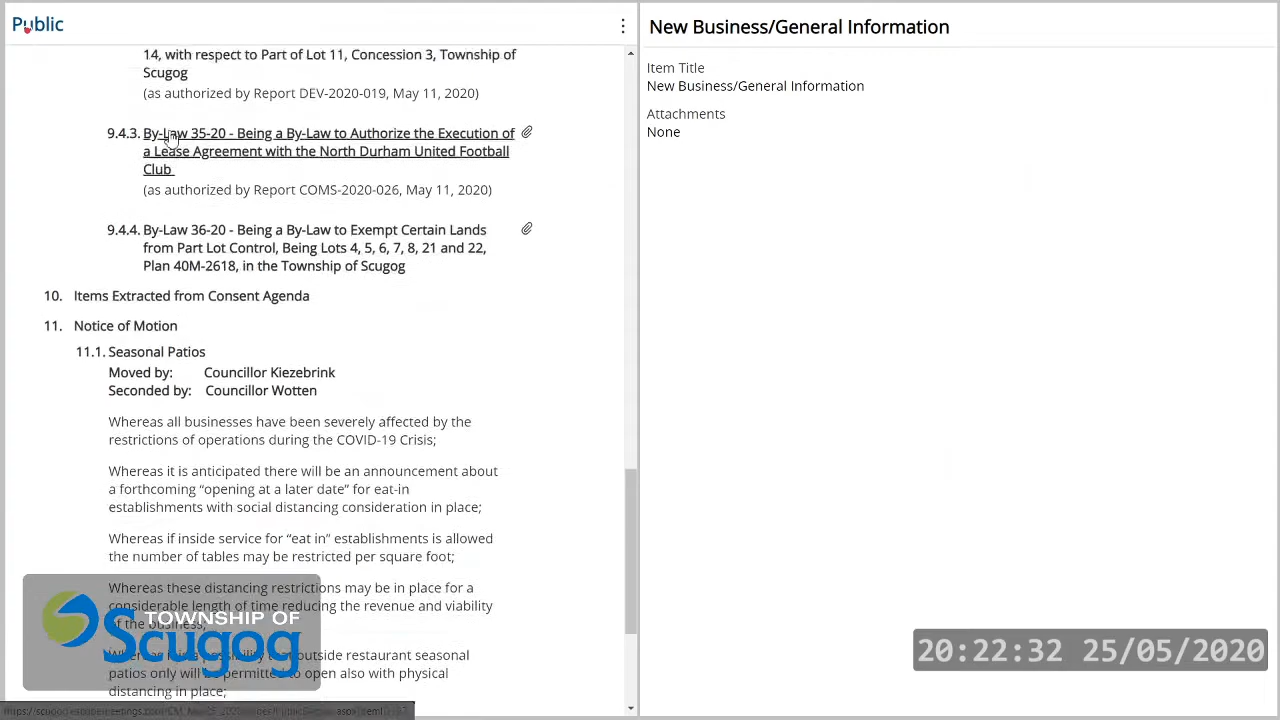 Public
14, with respect to Part of Lot 11, Concession 3, Township of
Scugog
(as authorized by Report DEV-2020-019, May 11, 2020)
9.4.3. By-Law 35-20 - Being a By-Law to Authorize the Execution of
a Lease Agreement with the North Durham United Football
Club
(as authorized by Report COMS-2020-026, May 11, 2020)
9.4.4. By-Law 36-20 - Being a By-Law to Exempt Certain Lands
from Part Lot Control, Being Lots 4, 5, 6, 7, 8, 21 and 22,
Plan 40M-2618, in the Township of Scugog
10. Items Extracted from Consent Agenda
11. Notice of Motion
11.1. Seasonal Patios
Moved by: Councillor Kiezebrink
Seconded by: Councillor Wotten
Whereas all businesses have been severely affected by the
restrictions of operations during the COVID-19 Crisis;
Whereas it is anticipated there will be an announcement about
a forthcoming “opening at a later date” for eat-in
establishments with social distancing consideration in place;
Whereas if inside service for “eat in” establishments is allowed
the number of tables may be restricted per square foot;
Whereas these distancing restrictions may be in place for a
considerable length of time reducing the revenue and viability
of the business;
outside restaurant seasonal
patios only will be permitted to open also with physical
distancing in place;
TOWNSHIP OF
Scugog
New Business/General Information
Item Title
New Business/General Information
Attachments
None
20:22:32 25/05/2020